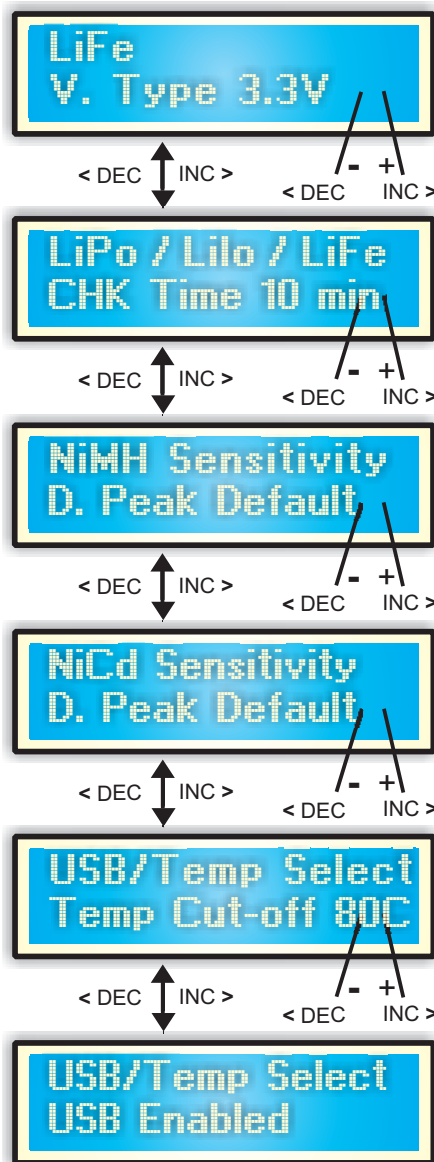 LiFe
V. Type 3.3V
- +
< DEC INC > < DEC INC >
LiPo / LiIo / LiFe
CHK Time 10 min
- +
< DEC INC > < DEC INC >
NiMH Sensitivity
D. Peak Default
- +
< DEC INC > < DEC INC >
NiCd Sensitivity
D. Peak Default
- +
< DEC INC > < DEC INC >
USB/Temp Select
Temp Cut-off 80C
- +
< DEC INC > < DEC INC >
USB/Temp Select
USB Enabled